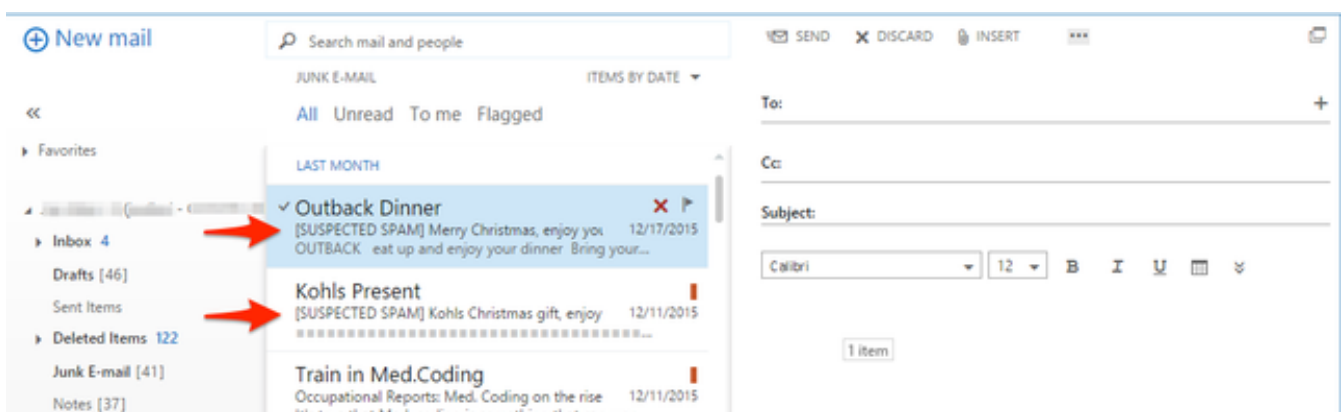 New mail
«
Favorites
Inbox 4
Drafts [46]
Sent Items
Deleted Items 122
Junk E-mail [41]
Notes [37]
Search mail and people
JUNK E-MAIL ITEMS BY DATE
All Unread To me Flagged
LAST MONTH
Outback Dinner
[SUSPECTED SPAM] Merry Christmas, enjoy you 12/17/2015
OUTBACK eat up and enjoy your dinner Bring your...
Kohls Present
[SUSPECTED SPAM] Kohls Christmas gift, enjoy 12/11/2015
Train in Med.Coding
Occupational Reports: Med. Coding on the rise 12/11/2015
SEND DISCARD INSERT ...
To: +
Cc:
Subject:
Calibri 12 B I U
1 item